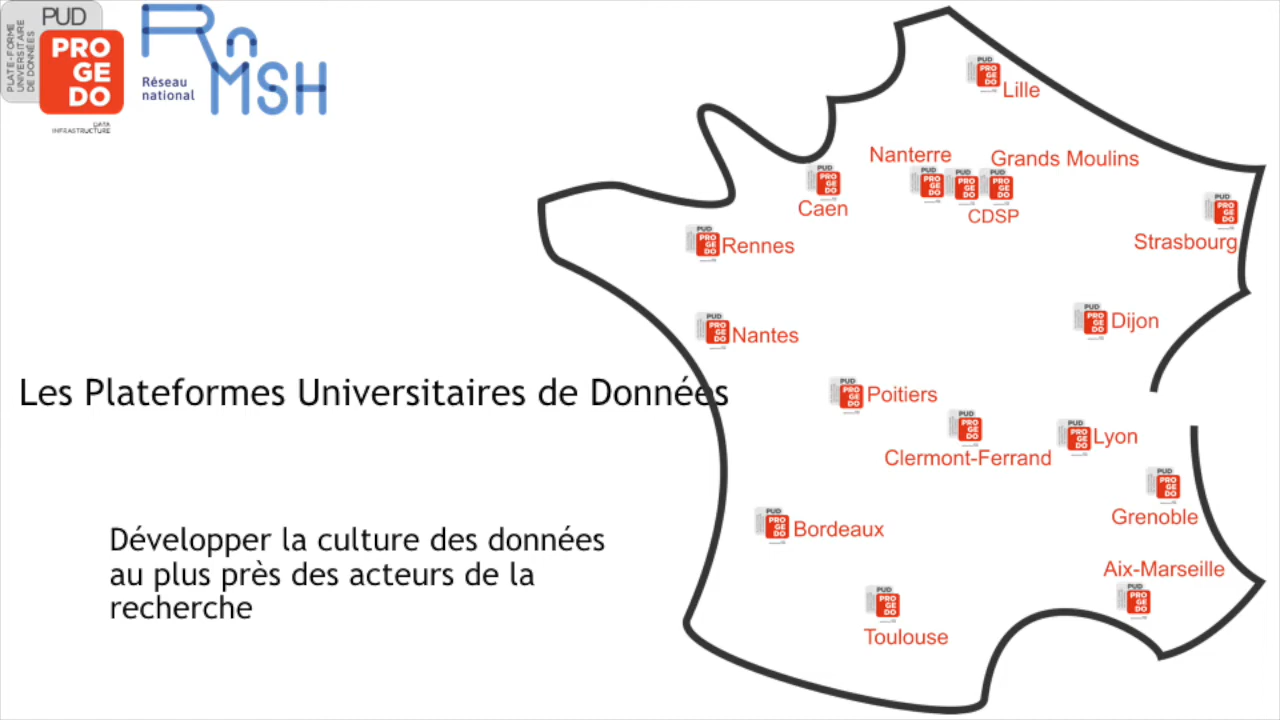 PUD
PLATE-FORME
UNIVERSITAIRE
DE DONNÉES
PRO
GE
DO
DATA
INFRASTRUCTURE
RnMSH
Réseau
national
Lille
Nanterre
Grands Moulins
CDSP
Caen
Rennes
Strasbourg
Nantes
Dijon
Les Plateformes Universitaires de Données
Poitiers
Clermont-Ferrand
Lyon
Grenoble
Bordeaux
Développer la culture des données
au plus près des acteurs de la
recherche
Aix-Marseille
Toulouse